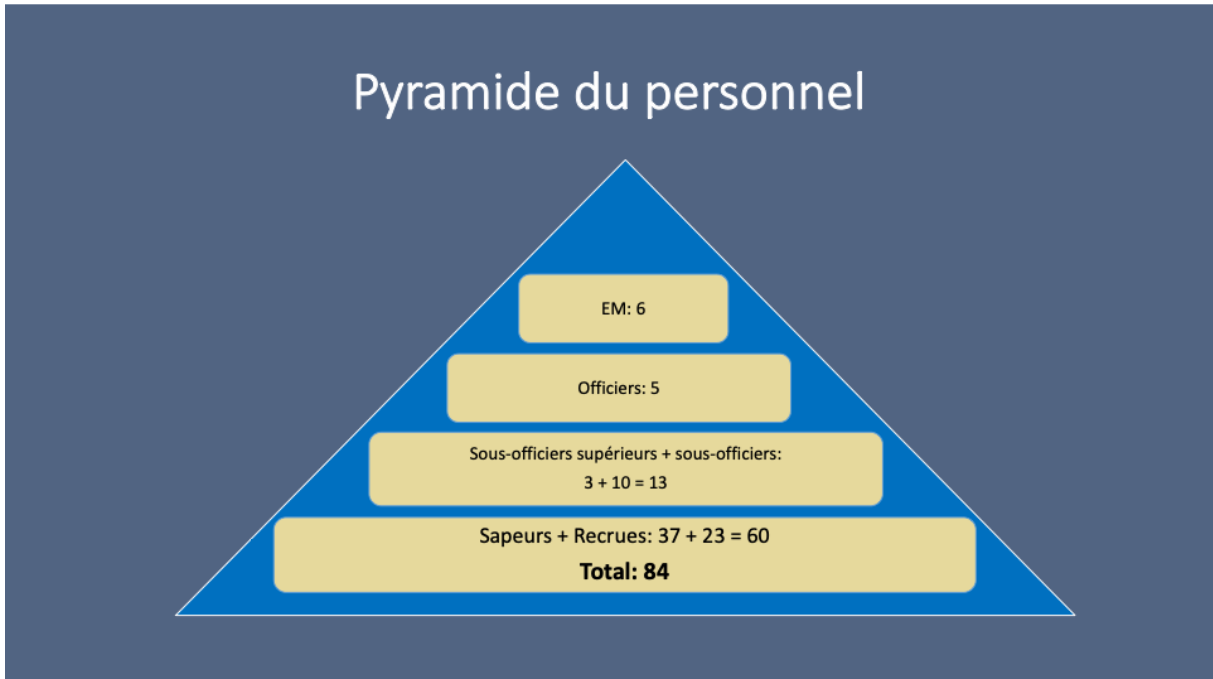 Pyramide du personnel
EM: 6
Officiers: 5
Sous-officiers supérieurs + sous-officiers:
3 + 10 = 13
Sapeurs + Recrues: 37 + 23 = 60
Total: 84